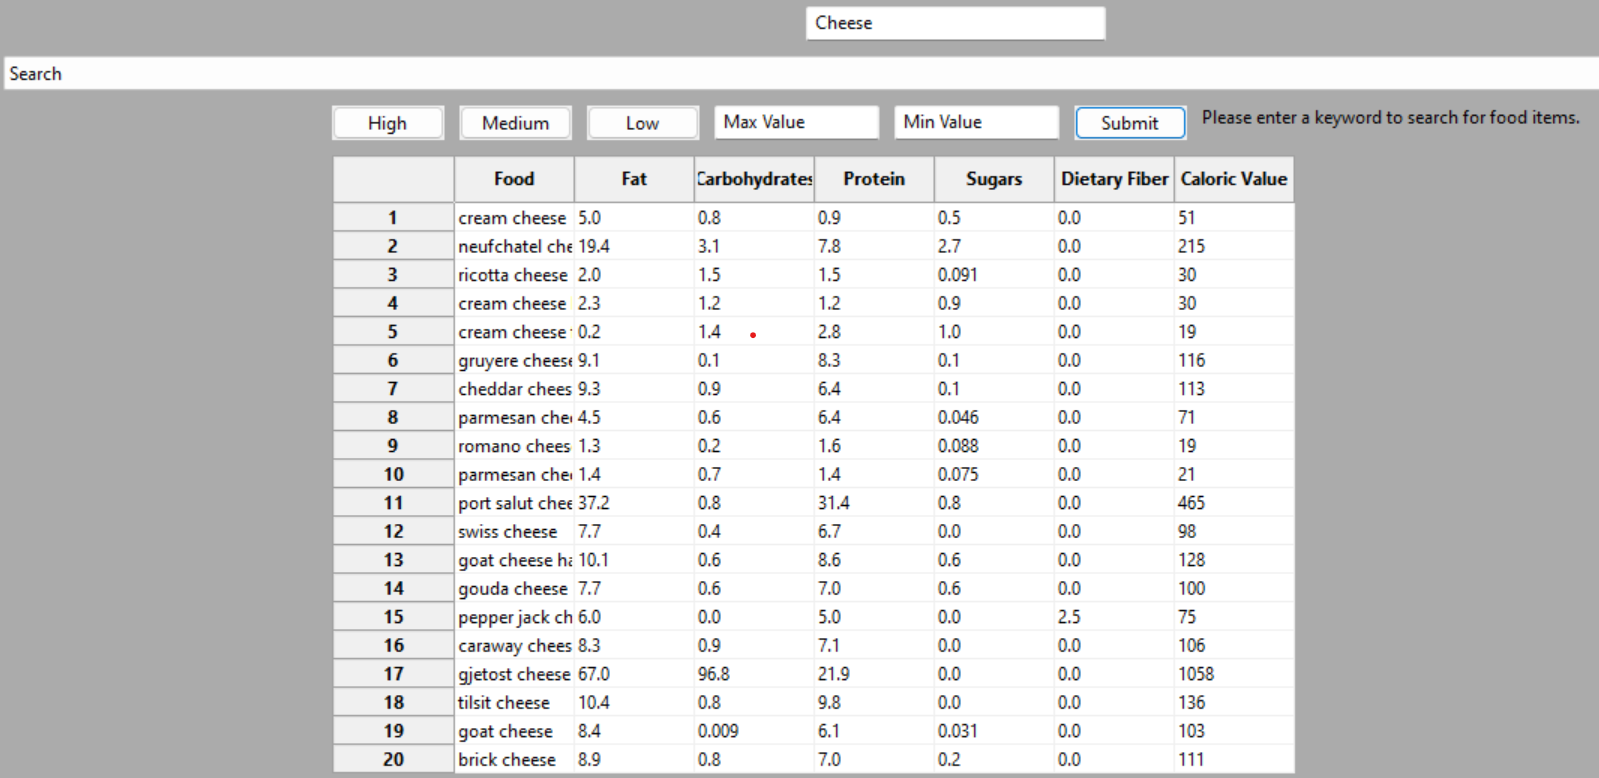 Cheese
Search
High Medium Low Max Value Min Value Submit Please enter a keyword to search for food items.
Food Fat Carbohydrates Protein Sugars Dietary Fiber Caloric Value
1 cream cheese 5.0 0.8 0.9 0.5 0.0 51
2 neufchatel che 19.4 3.1 7.8 2.7 0.0 215
3 ricotta cheese 2.0 1.5 1.5 0.091 0.0 30
4 cream cheese 2.3 1.2 1.2 0.9 0.0 30
5 cream cheese 0.2 1.4 2.8 1.0 0.0 19
6 gruyere cheese 9.1 0.1 8.3 0.1 0.0 116
7 cheddar chees 9.3 0.9 6.4 0.1 0.0 113
8 parmesan che 4.5 0.6 6.4 0.046 0.0 71
9 romano chees 1.3 0.2 1.6 0.088 0.0 19
10 parmesan che 1.4 0.7 1.4 0.075 0.0 21
11 port salut chee 37.2 0.8 31.4 0.8 0.0 465
12 swiss cheese 7.7 0.4 6.7 0.0 0.0 98
13 goat cheese ha 10.1 0.6 8.6 0.6 0.0 128
14 gouda cheese 7.7 0.6 7.0 0.6 0.0 100
15 pepper jack ch 6.0 0.0 5.0 0.0 2.5 75
16 caraway chees 8.3 0.9 7.1 0.0 0.0 106
17 gjetost cheese 67.0 96.8 21.9 0.0 0.0 1058
18 tilsit cheese 10.4 0.8 9.8 0.0 0.0 136
19 goat cheese 8.4 0.009 6.1 0.031 0.0 103
20 brick cheese 8.9 0.8 7.0 0.2 0.0 111